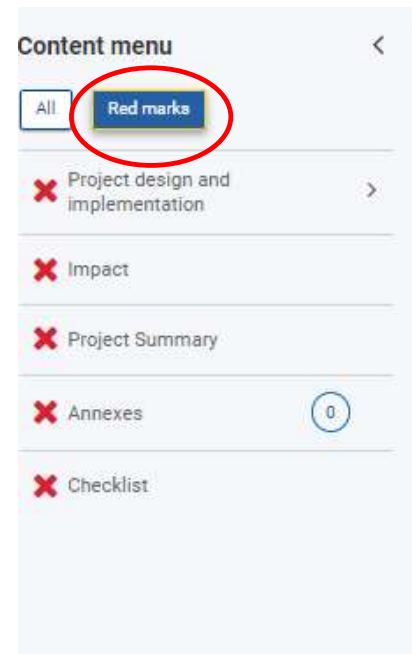 Content menu
All
Red marks
Project design and
implementation
Impact
Project Summary
Annexes
0
Checklist